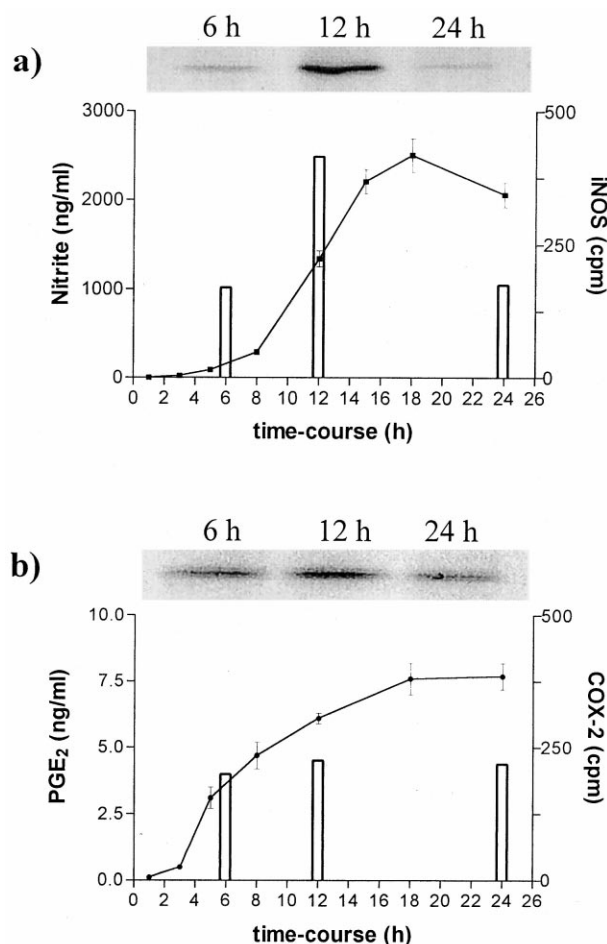 6 h 12 h 24 h
a)
3000 2000 1000 0
Nitrite (ng/ml)
500 250 0
iNOS (cpm)
0 2 4 6 8 10 12 14 16 18 20 22 24 26
time-course (h)
6 h 12 h 24 h
b)
10.0 7.5 5.0 2.5 0.0
PGE₂ (ng/ml)
500 250 0
COX-2 (cpm)
0 2 4 6 8 10 12 14 16 18 20 22 24 26
time-course (h)